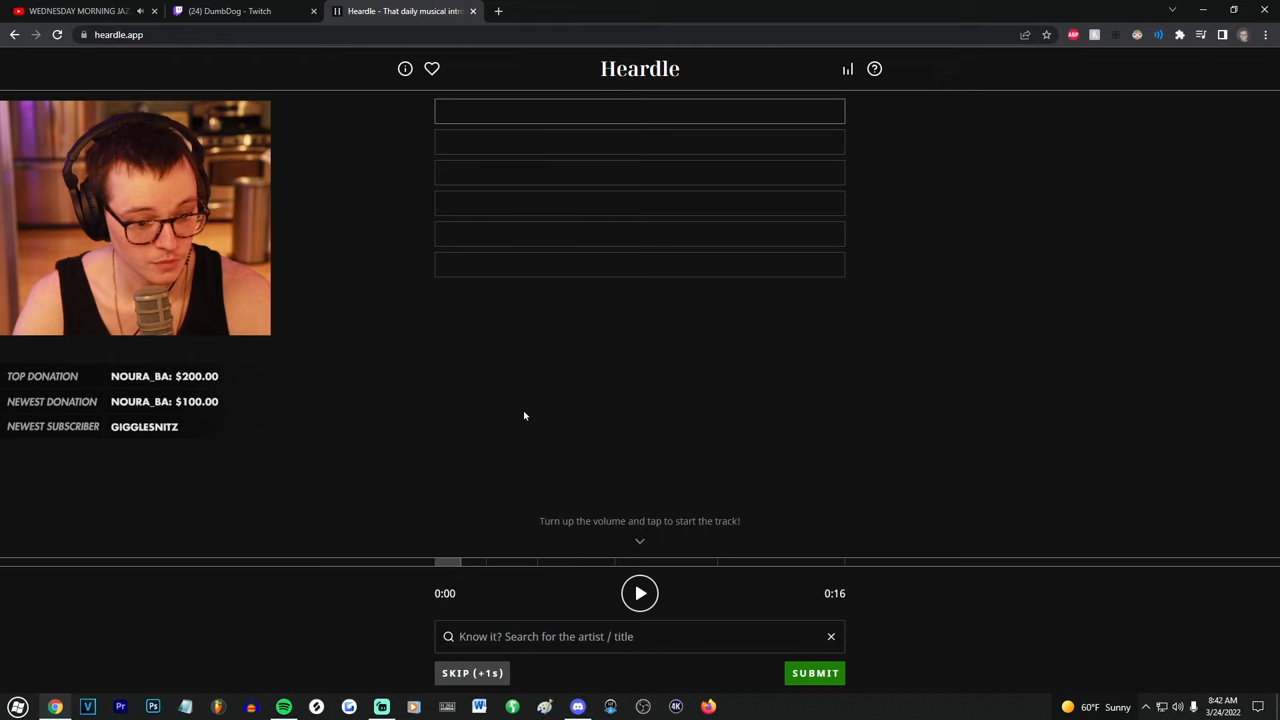 WEDNESDAY MORNING JAZ
(24) DumbDog - Twitch
Heardle - That daily musical intro
heardle.app
Heardle
TOP DONATION NOURA_BA: $200.00
NEWEST DONATION NOURA_BA: $100.00
NEWEST SUBSCRIBER GIGGLESNITZ
Turn up the volume and tap to start the track!
0:00
0:16
Know it? Search for the artist / title
SKIP (+1s)
SUBMIT
60°F Sunny
8:42 AM
3/24/2022